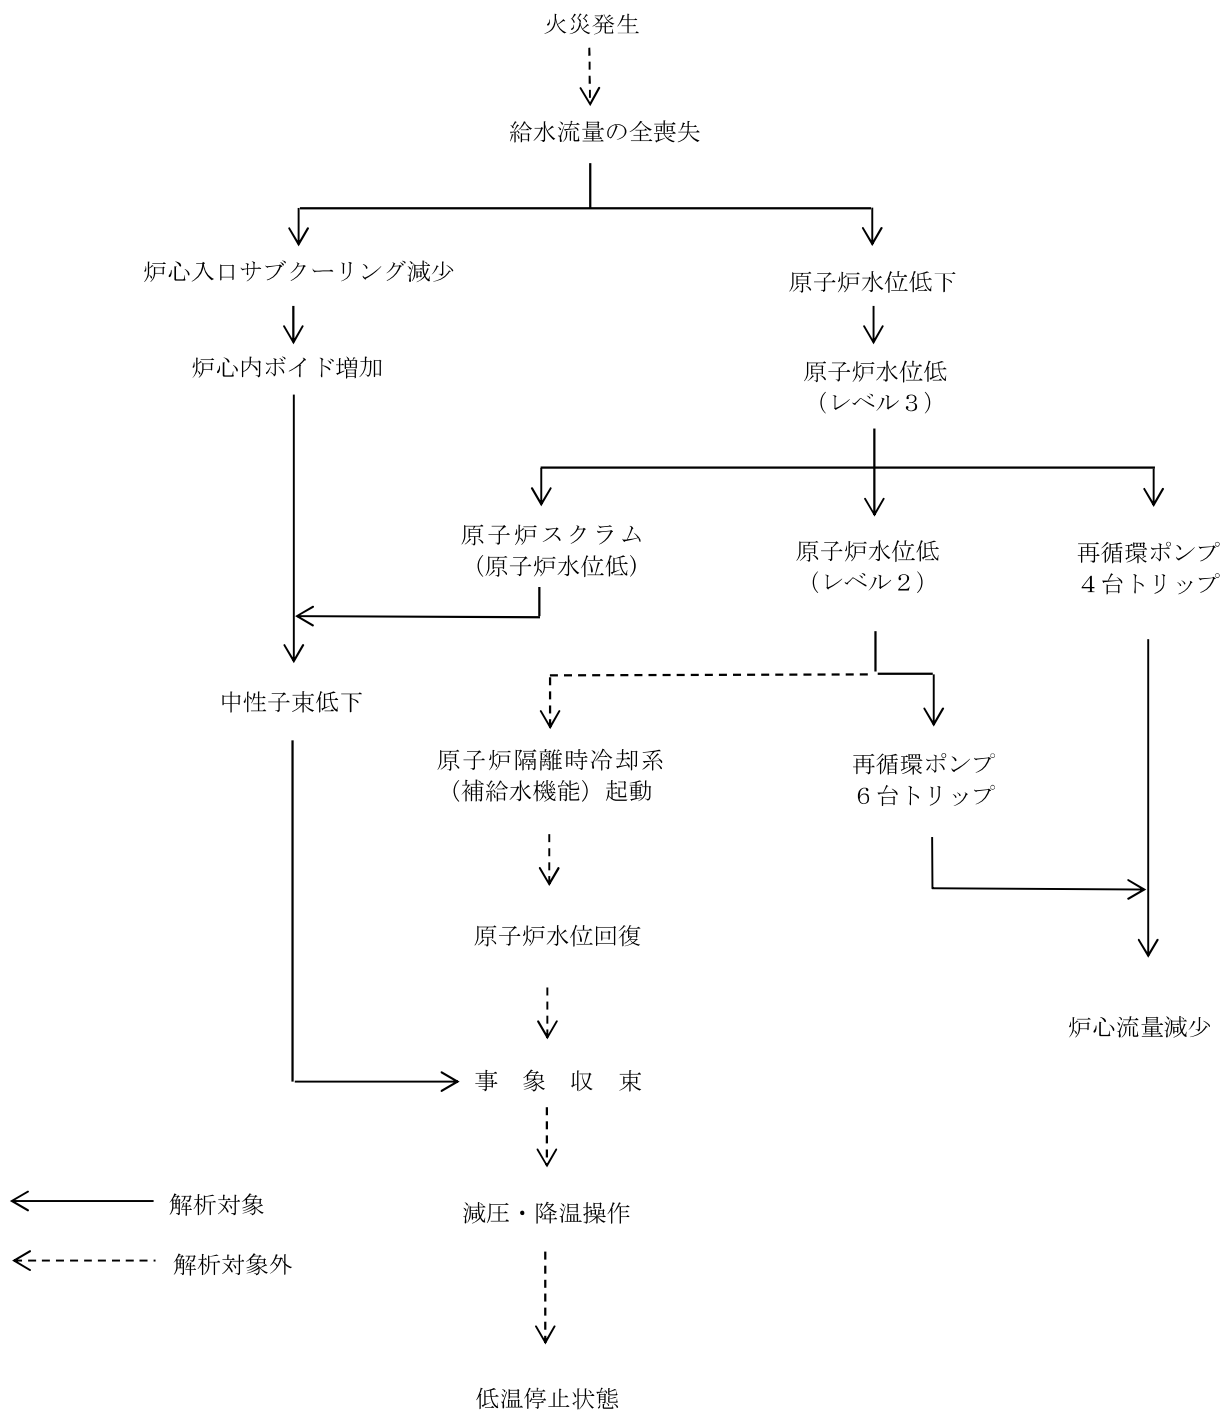 火災発生
給水流量の全喪失
炉心入口サブクーリング減少
原子炉水位低下
炉心内ボイド増加
原子炉水位低
（レベル３）
原子炉スクラム
（原子炉水位低）
原子炉水位低
（レベル２）
再循環ポンプ
４台トリップ
中性子束低下
原子炉隔離時冷却系
（補給水機能）起動
再循環ポンプ
６台トリップ
原子炉水位回復
炉心流量減少
事　象　収　束
減圧・降温操作
解析対象
解析対象外
低温停止状態